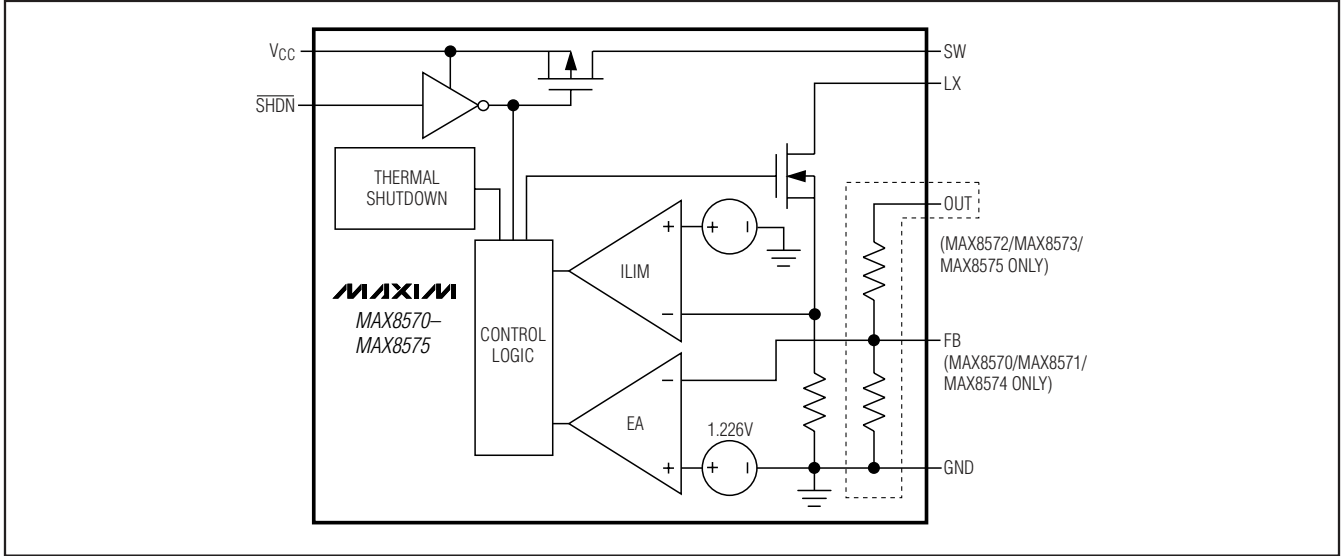 VCC
SW
LX
SHDN
THERMAL
SHUTDOWN
OUT
(MAX8572/MAX8573/
MAX8575 ONLY)
+
+
ILIM
−
MAXIM
MAX8570–
MAX8575
CONTROL
LOGIC
FB
(MAX8570/MAX8571/
MAX8574 ONLY)
−
EA
1.226V
+
+
GND